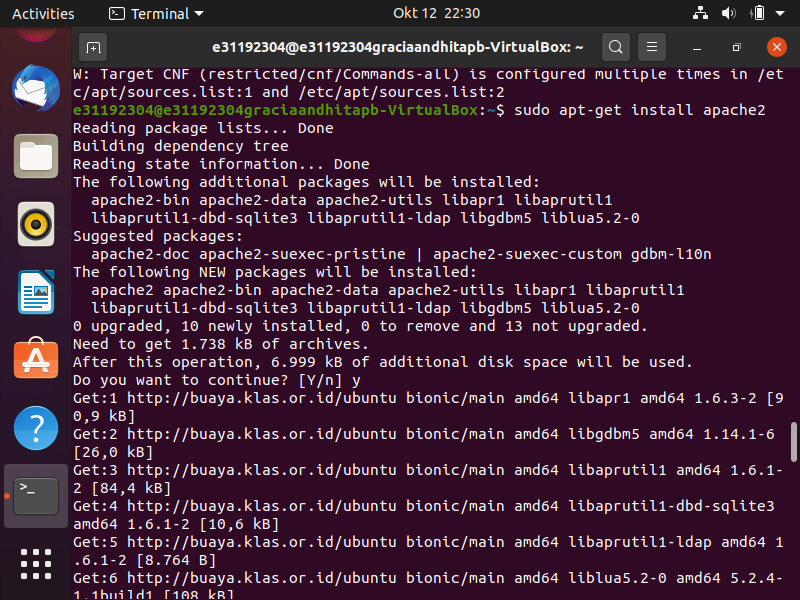 Activities
Terminal
Okt 12 22:30
e31192304@e31192304graciaandhitapb-VirtualBox: ~
W: Target CNF (restricted/cnf/Commands-all) is configured multiple times in /et
c/apt/sources.list:1 and /etc/apt/sources.list:2
e31192304@e31192304graciaandhitapb-VirtualBox:~$ sudo apt-get install apache2
Reading package lists... Done
Building dependency tree
Reading state information... Done
The following additional packages will be installed:
  apache2-bin apache2-data apache2-utils libapr1 libaprutil1
  libaprutil1-dbd-sqlite3 libaprutil1-ldap libgdbm5 liblua5.2-0
Suggested packages:
  apache2-doc apache2-suexec-pristine | apache2-suexec-custom gdbm-l10n
The following NEW packages will be installed:
  apache2 apache2-bin apache2-data apache2-utils libapr1 libaprutil1
  libaprutil1-dbd-sqlite3 libaprutil1-ldap libgdbm5 liblua5.2-0
0 upgraded, 10 newly installed, 0 to remove and 13 not upgraded.
Need to get 1.738 kB of archives.
After this operation, 6.999 kB of additional disk space will be used.
Do you want to continue? [Y/n] y
Get:1 http://buaya.klas.or.id/ubuntu bionic/main amd64 libapr1 amd64 1.6.3-2 [9
0,9 kB]
Get:2 http://buaya.klas.or.id/ubuntu bionic/main amd64 libgdbm5 amd64 1.14.1-6
[26,0 kB]
Get:3 http://buaya.klas.or.id/ubuntu bionic/main amd64 libaprutil1 amd64 1.6.1-
2 [84,4 kB]
Get:4 http://buaya.klas.or.id/ubuntu bionic/main amd64 libaprutil1-dbd-sqlite3
amd64 1.6.1-2 [10,6 kB]
Get:5 http://buaya.klas.or.id/ubuntu bionic/main amd64 libaprutil1-ldap amd64 1
.6.1-2 [8.764 B]
Get:6 http://buaya.klas.or.id/ubuntu bionic/main amd64 liblua5.2-0 amd64 5.2.4-
1.1build1 [108 kB]